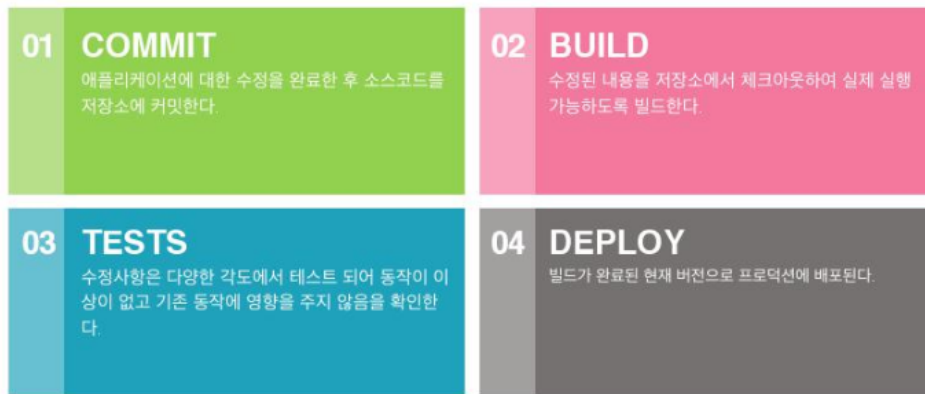 01 COMMIT
애플리케이션에 대한 수정을 완료한 후 소스코드를
저장소에 커밋한다.
02 BUILD
수정된 내용을 저장소에서 체크아웃하여 실제 실행
가능하도록 빌드한다.
03 TESTS
수정사항은 다양한 각도에서 테스트 되어 동작이 이
상이 없고 기존 동작에 영향을 주지 않음을 확인한
다.
04 DEPLOY
빌드가 완료된 현재 버전으로 프로덕션에 배포된다.